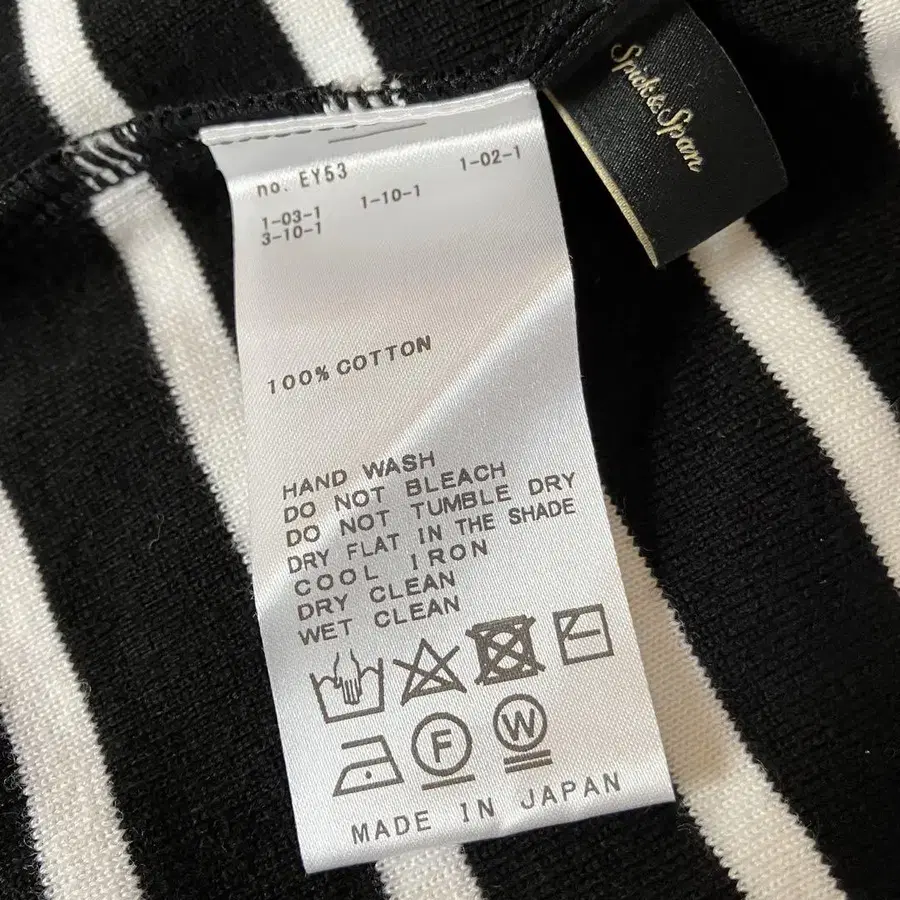 Spick & Span
no. EY53
1-03-1 1-10-1 1-02-1
3-10-1
100% COTTON
HAND WASH
DO NOT BLEACH
DO NOT TUMBLE DRY
DRY FLAT IN THE SHADE
COOL IRON
DRY CLEAN
WET CLEAN
F W
MADE IN JAPAN